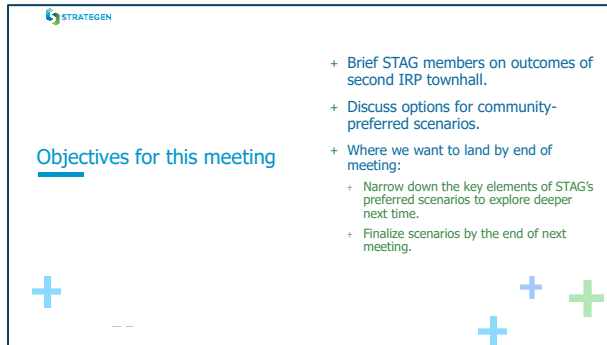 STRATEGEN
Objectives for this meeting
+ Brief STAG members on outcomes of
second IRP townhall.
+ Discuss options for community-
preferred scenarios.
+ Where we want to land by end of
meeting:
+ Narrow down the key elements of STAG's
preferred scenarios to explore deeper
next time.
+ Finalize scenarios by the end of next
meeting.